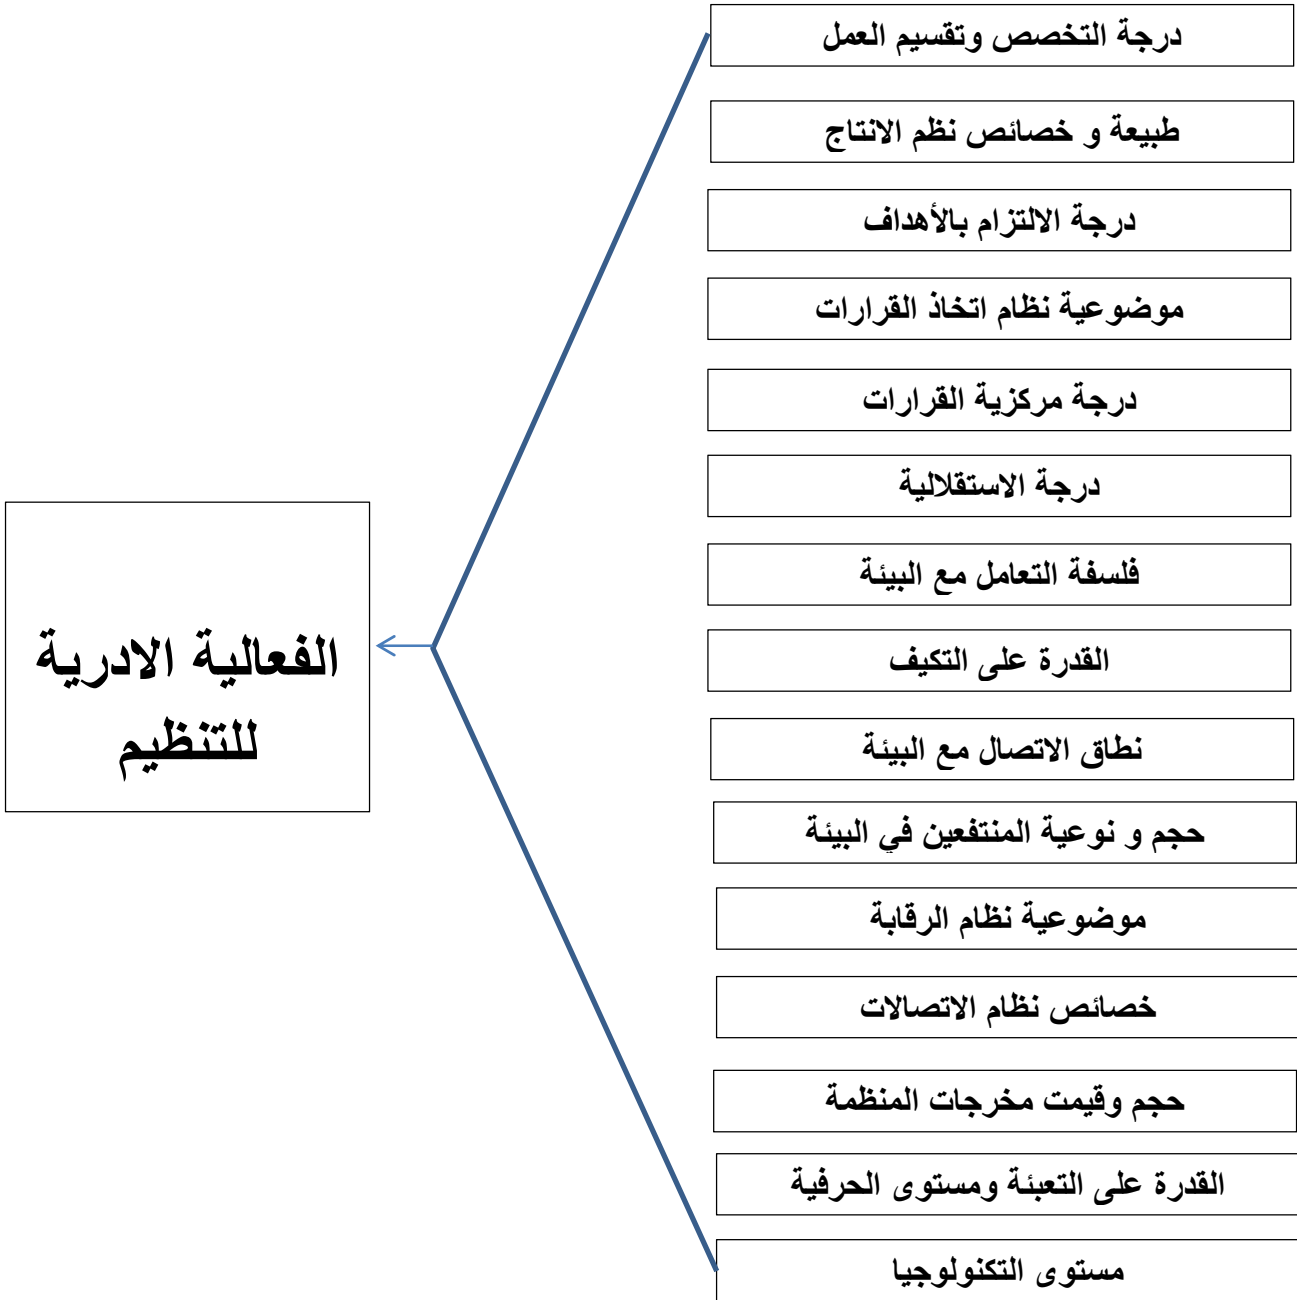 درجة التخصص وتقسيم العمل
طبيعة و خصائص نظم الانتاج
درجة الالتزام بالأهداف
موضوعية نظام اتخاذ القرارات
درجة مركزية القرارات
درجة الاستقلالية
فلسفة التعامل مع البيئة
القدرة على التكيف
نطاق الاتصال مع البيئة
حجم و نوعية المنتفعين في البيئة
موضوعية نظام الرقابة
خصائص نظام الاتصالات
حجم وقيمت مخرجات المنظمة
القدرة على التعبئة ومستوى الحرفية
مستوى التكنولوجيا
الفعالية الادرية
للتنظيم